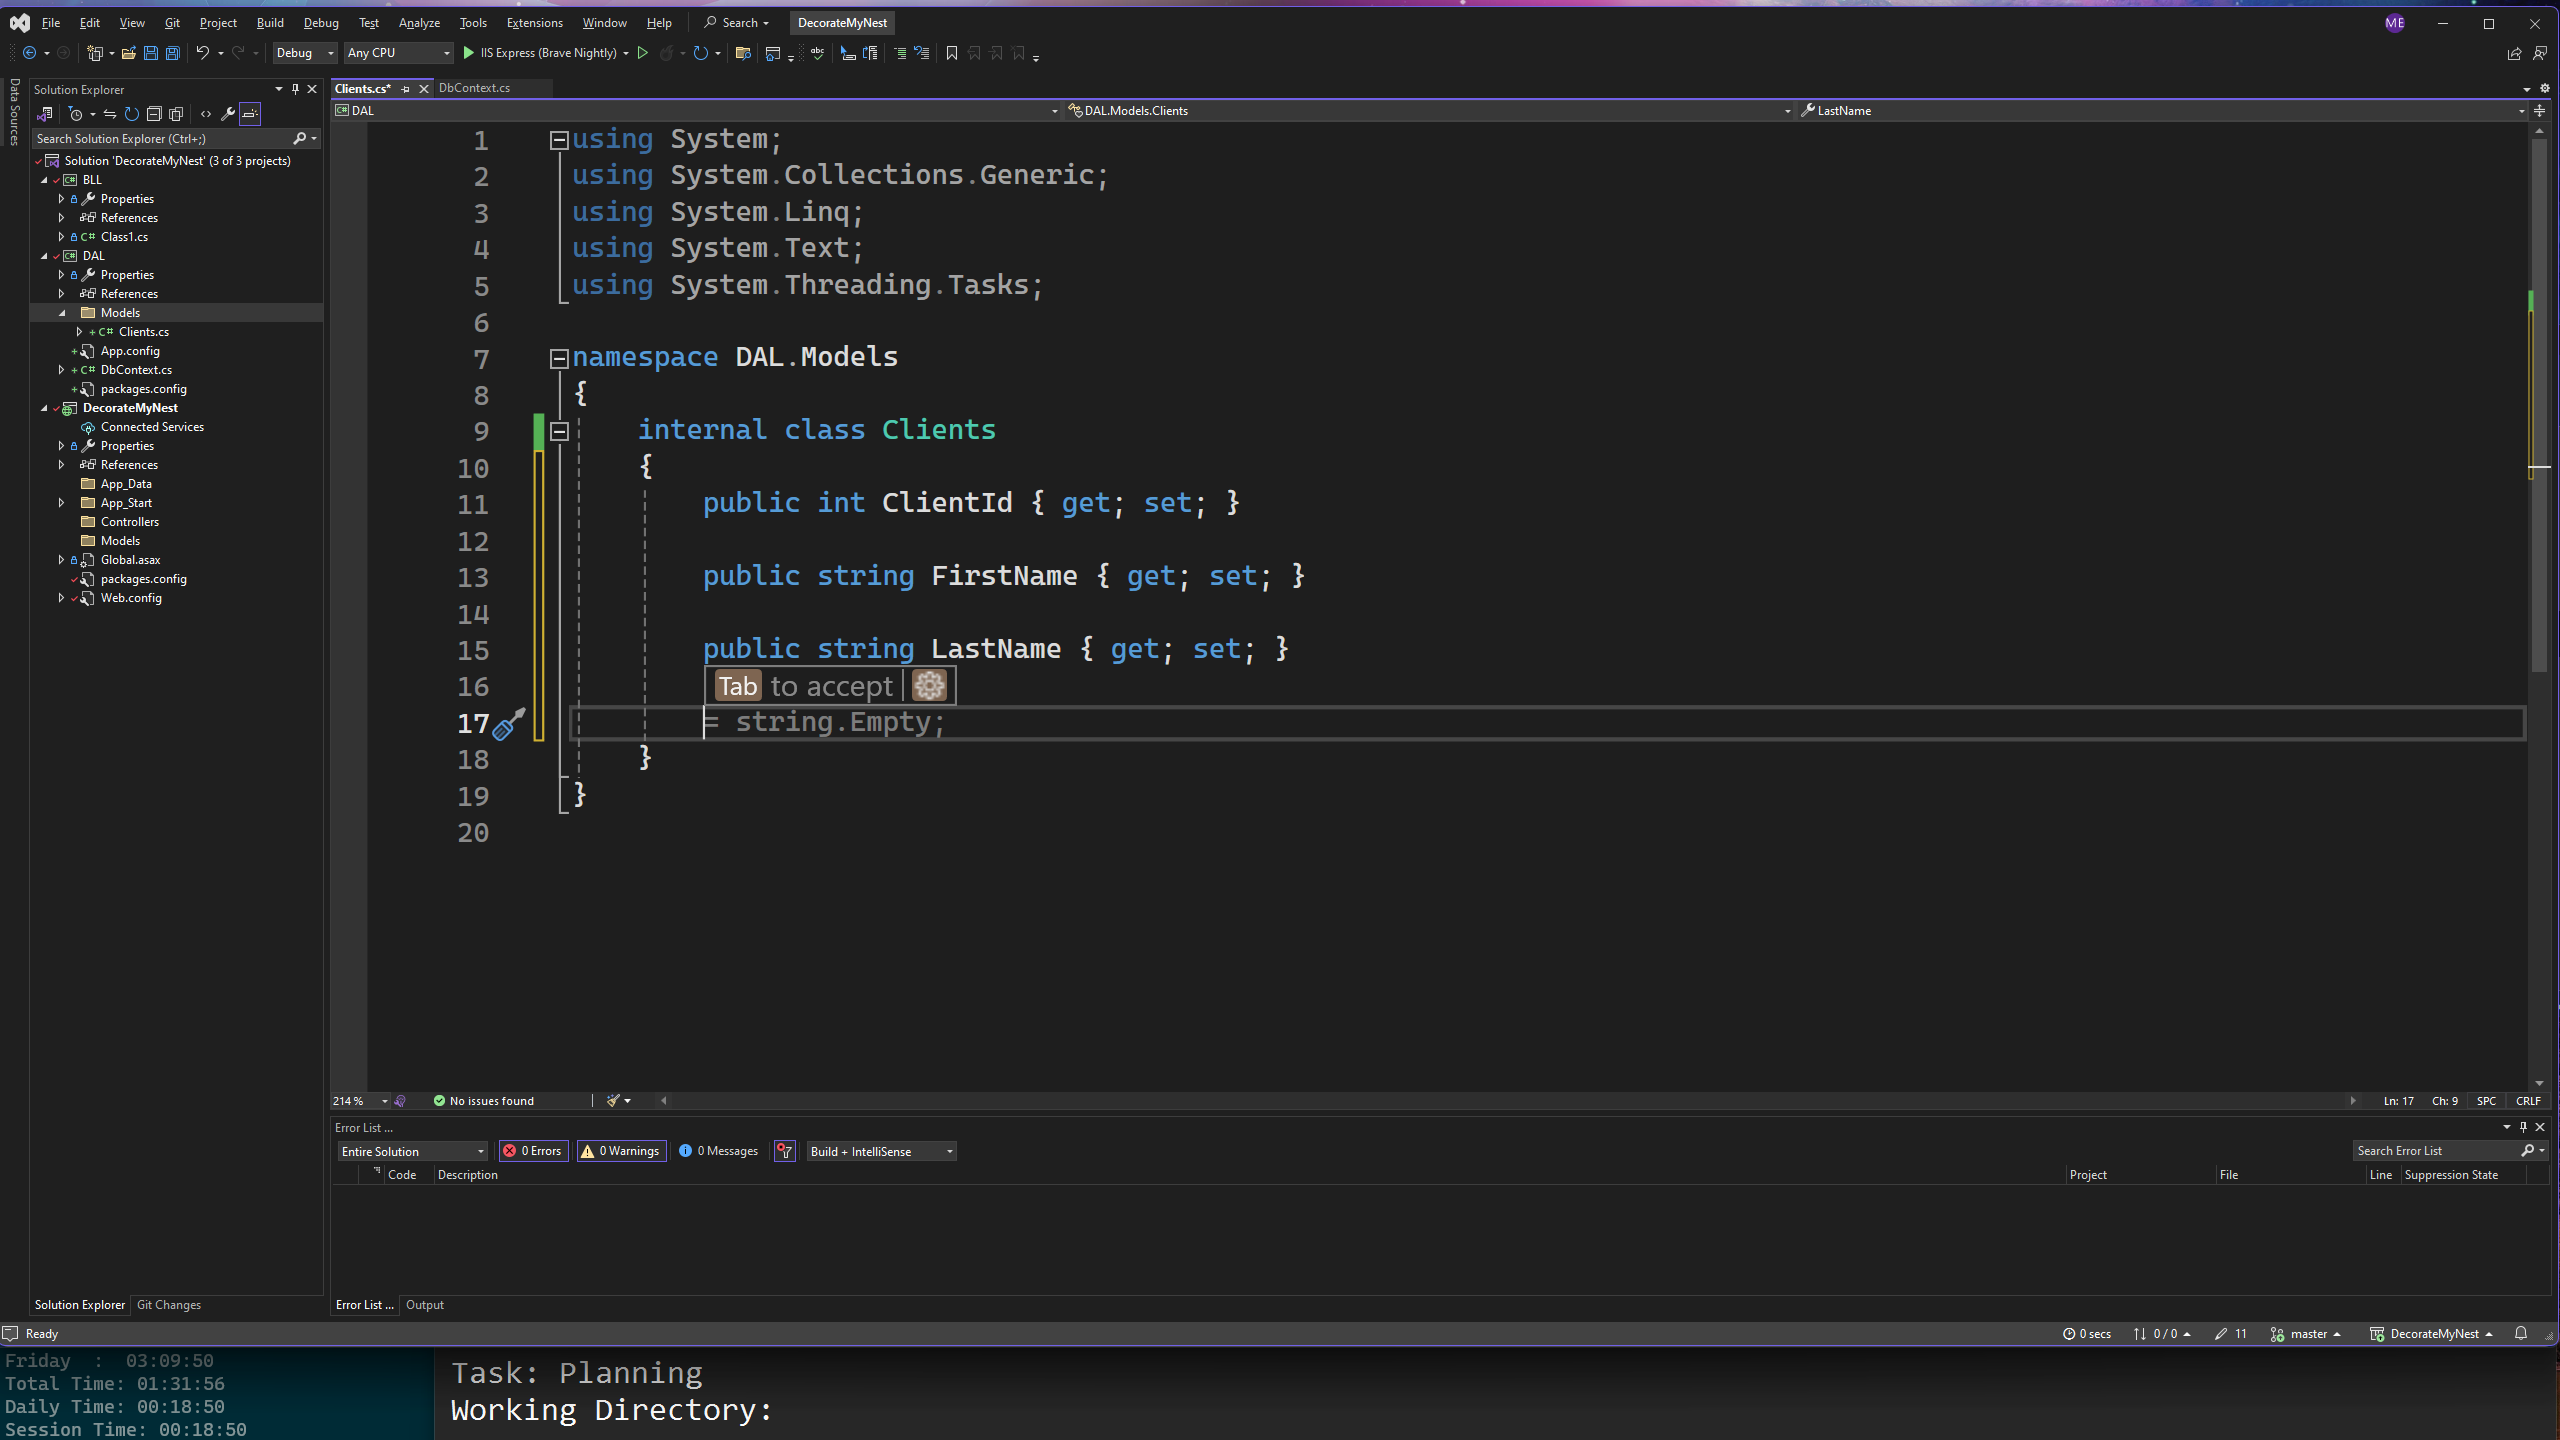 File Edit View Git Project Build Debug Test Analyze Tools Extensions Window Help Search DecorateMyNest ME
Debug Any CPU IIS Express (Brave Nightly)
Data Sources
Solution Explorer
Search Solution Explorer (Ctrl+;)
Solution 'DecorateMyNest' (3 of 3 projects)
BLL
Properties
References
C# Class1.cs
DAL
Properties
References
Models
C# Clients.cs
App.config
C# DbContext.cs
packages.config
DecorateMyNest
Connected Services
Properties
References
App_Data
App_Start
Controllers
Models
Global.asax
packages.config
Web.config
Solution Explorer Git Changes
Clients.cs* DbContext.cs
DAL DAL.Models.Clients LastName
1 using System;
2 using System.Collections.Generic;
3 using System.Linq;
4 using System.Text;
5 using System.Threading.Tasks;
6
7 namespace DAL.Models
8 {
9 internal class Clients
10 {
11 public int ClientId { get; set; }
12
13 public string FirstName { get; set; }
14
15 public string LastName { get; set; }
16 Tab to accept
17 = string.Empty;
18 }
19 }
20
214 % No issues found Ln: 17 Ch: 9 SPC CRLF
Error List ...
Entire Solution 0 Errors 0 Warnings 0 Messages Build + IntelliSense Search Error List
Code Description Project File Line Suppression State
Error List ... Output
Ready 0 secs 0 / 0 11 master DecorateMyNest
Friday : 03:09:50
Total Time: 01:31:56
Daily Time: 00:18:50
Session Time: 00:18:50
Task: Planning
Working Directory: